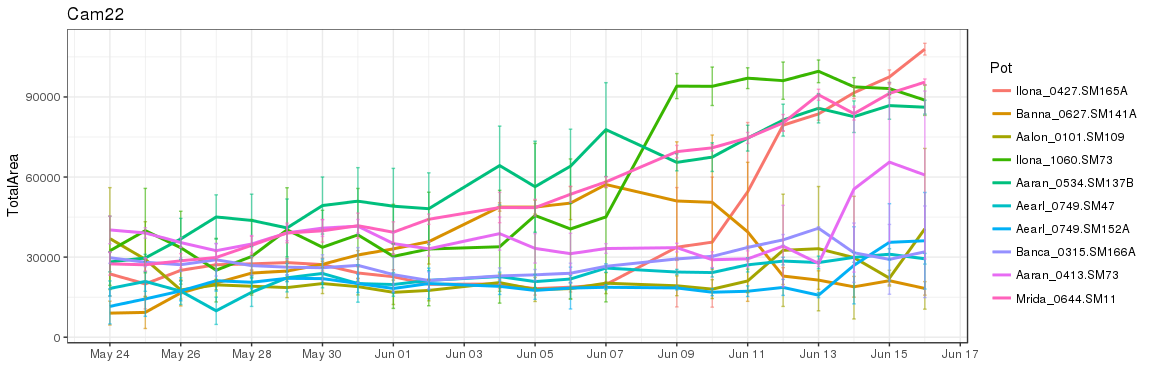 Cam22
TotalArea
90000
60000
30000
0
May 24 May 26 May 28 May 30 Jun 01 Jun 03 Jun 05 Jun 07 Jun 09 Jun 11 Jun 13 Jun 15 Jun 17
Pot
Ilona_0427.SM165A
Banna_0627.SM141A
Aalon_0101.SM109
Ilona_1060.SM73
Aaran_0534.SM137B
Aearl_0749.SM47
Aearl_0749.SM152A
Banca_0315.SM166A
Aaran_0413.SM73
Mrida_0644.SM11